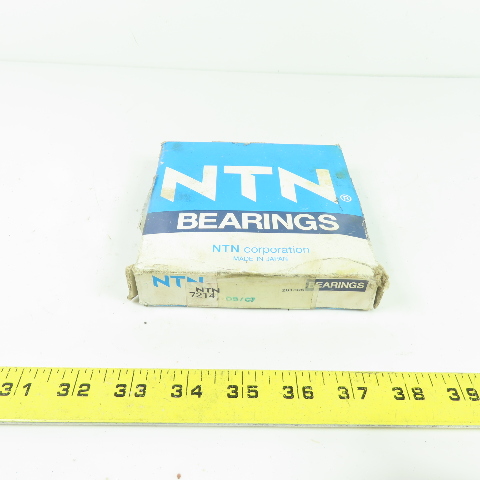 NTN®
BEARINGS
NTN corporation
MADE IN JAPAN
NTN BEARINGS
NTN
7214
31 32 33 34 35 36 37 38 39